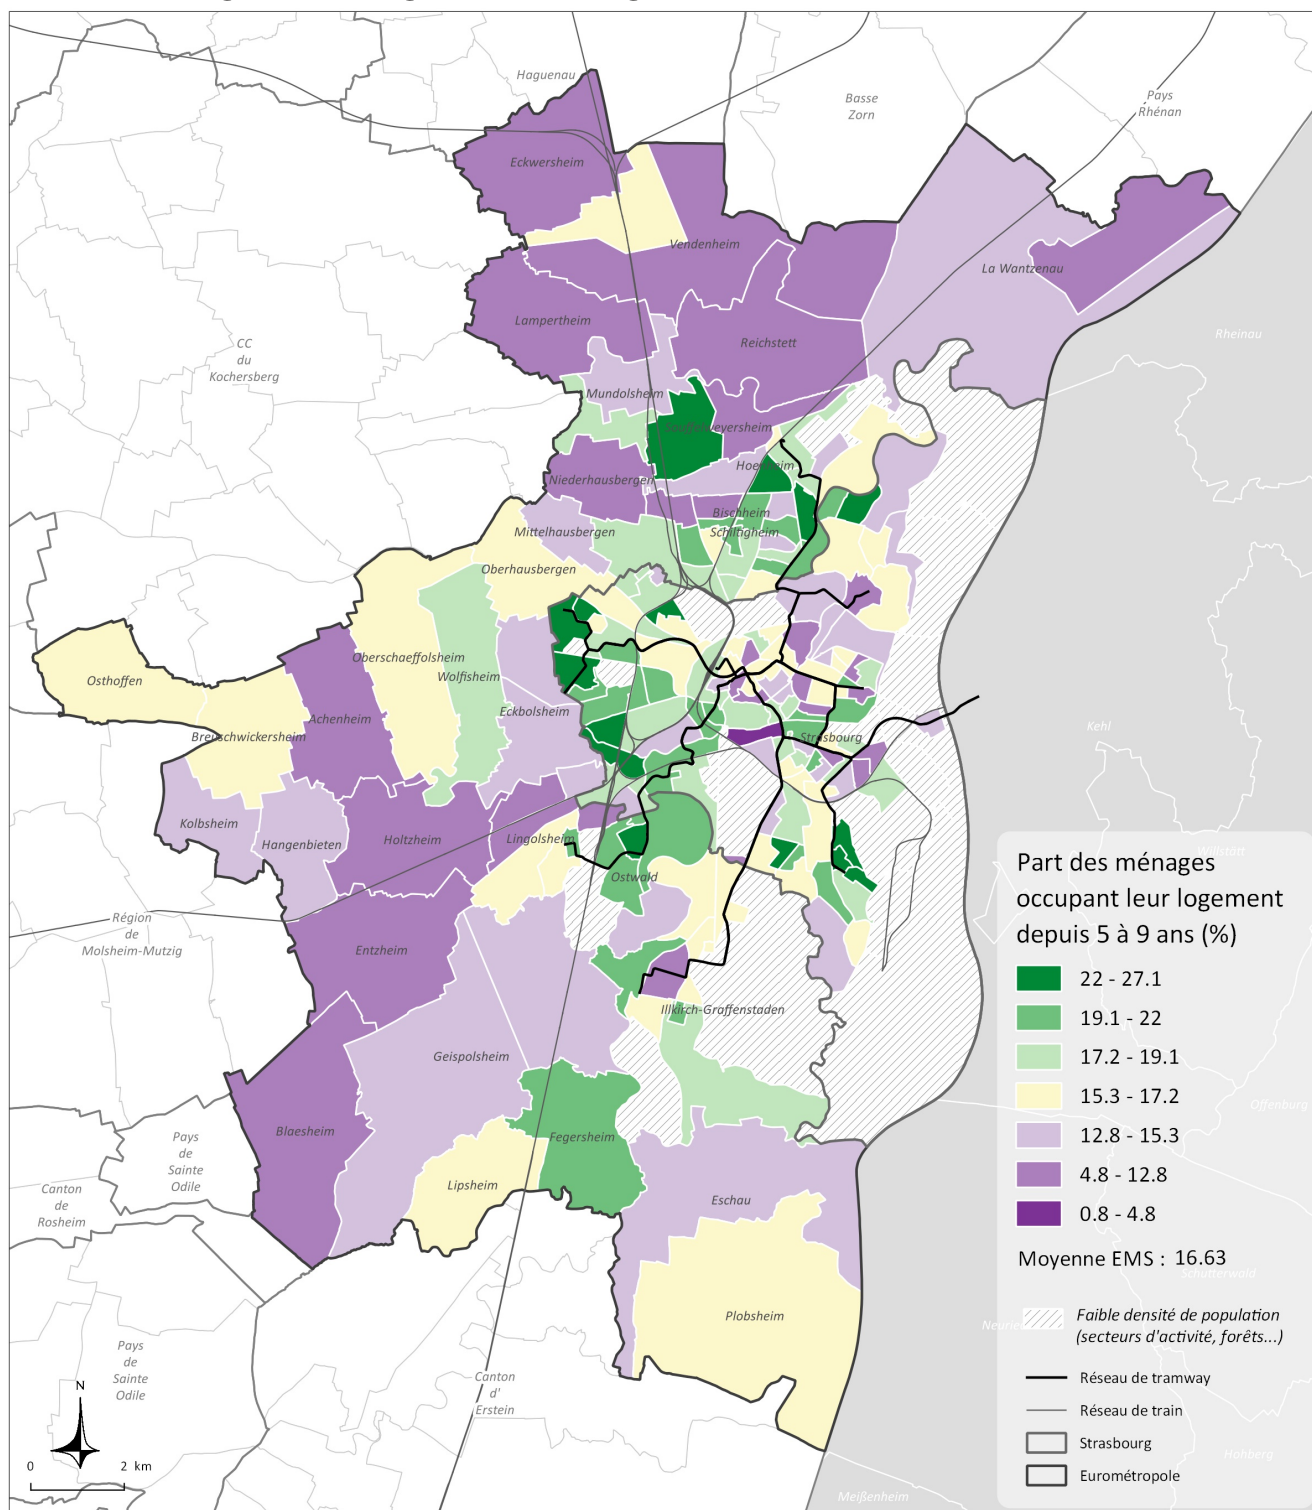 Haguenau
Basse
Zorn
Pays
Rhénan
Eckwersheim
Vendenheim
La Wantzenau
Lampertheim
Reichstett
Rheinau
CC
du
Kochersberg
Mundolsheim
Souffelweyersheim
Hoenheim
Niederhausbergen
Bischheim
Mittelhausbergen
Schiltigheim
Oberhausbergen
Oberschaeffolsheim
Osthoffen
Wolfisheim
Achenheim
Eckbolsheim
Breuschwickersheim
Strasbourg
Kehl
Kolbsheim
Hangenbieten
Holtzheim
Lingolsheim
Ostwald
Willstätt
Région
de
Molsheim-Mutzig
Entzheim
Illkirch-Graffenstaden
Geispolsheim
Blaesheim
Fegersheim
Pays
de
Sainte
Odile
Canton
de
Rosheim
Lipsheim
Eschau
Plobsheim
Pays
de
Sainte
Odile
Canton
d'
Erstein
Offenburg
Schutterwald
Hohberg
Meißenheim
Part des ménages
occupant leur logement
depuis 5 à 9 ans (%)
22 - 27.1
19.1 - 22
17.2 - 19.1
15.3 - 17.2
12.8 - 15.3
4.8 - 12.8
0.8 - 4.8
Moyenne EMS : 16.63
Faible densité de population
(secteurs d'activité, forêts...)
Réseau de tramway
Réseau de train
Strasbourg
Eurométropole
N
0 2 km